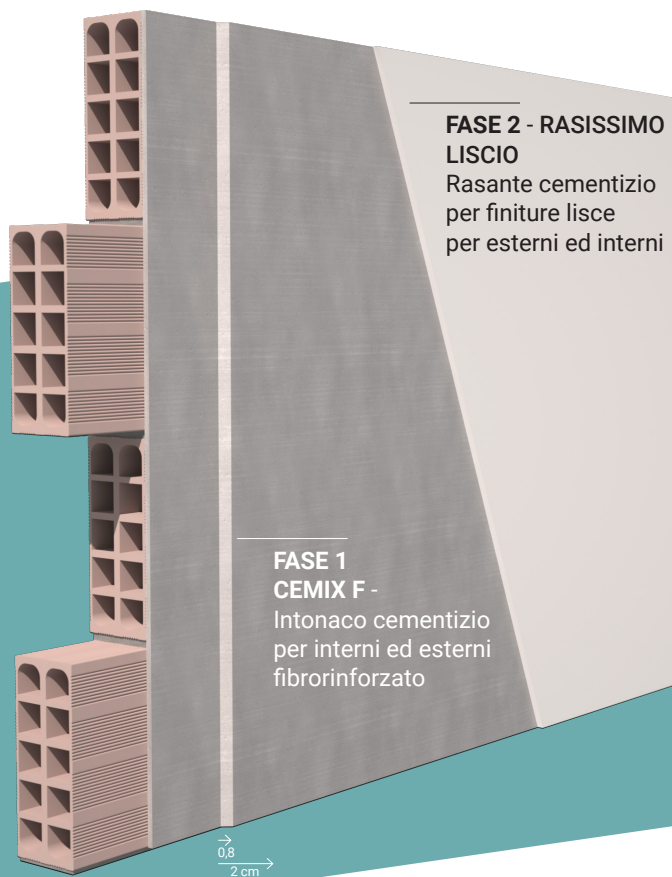 FASE 2 - RASISSIMO
LISCIO
Rasante cementizio
per finiture lisce
per esterni ed interni
FASE 1
CEMIX F -
Intonaco cementizio
per interni ed esterni
fibrorinforzato
0,8
2 cm